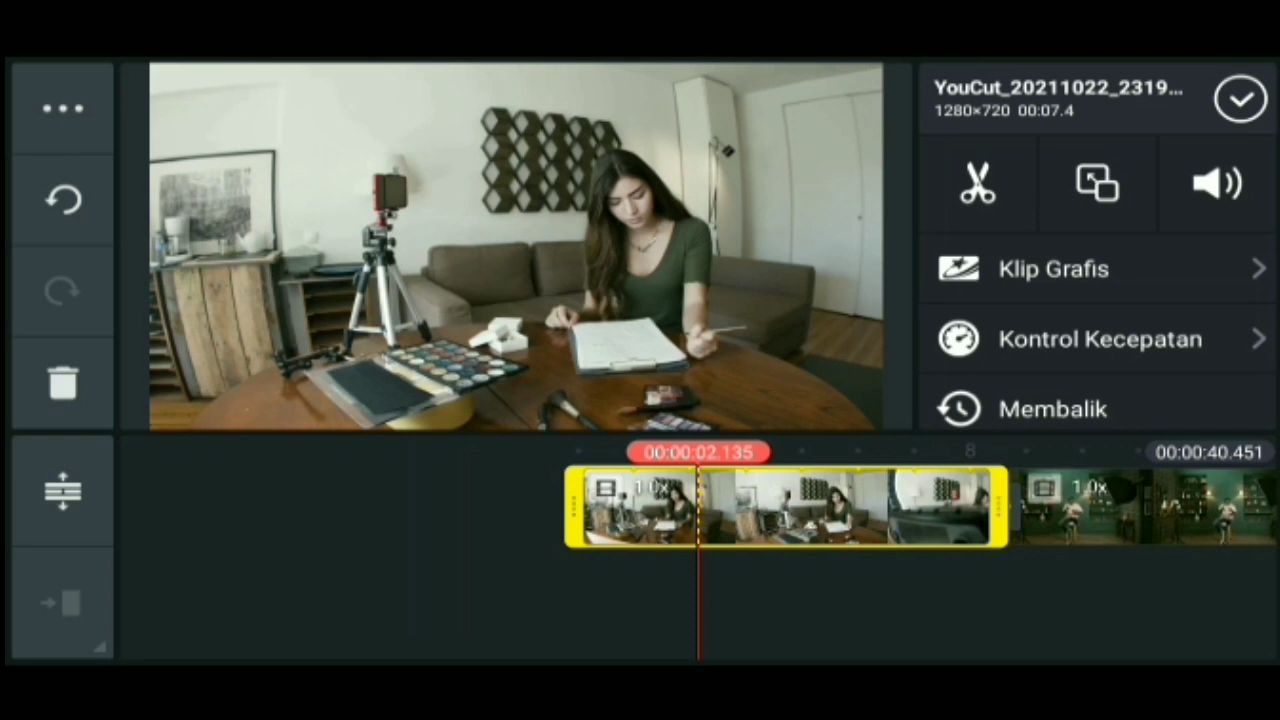 YouCut_20211022_2319...
1280×720 00:07.4
Klip Grafis
Kontrol Kecepatan
Membalik
00:00:02.135
8
00:00:40.451
1.0x
1.0x